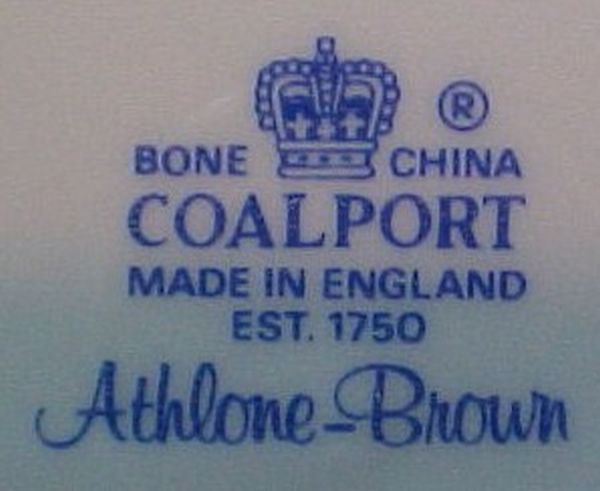 ®
BONE CHINA
COALPORT
MADE IN ENGLAND
EST. 1750
Athlone-Brown